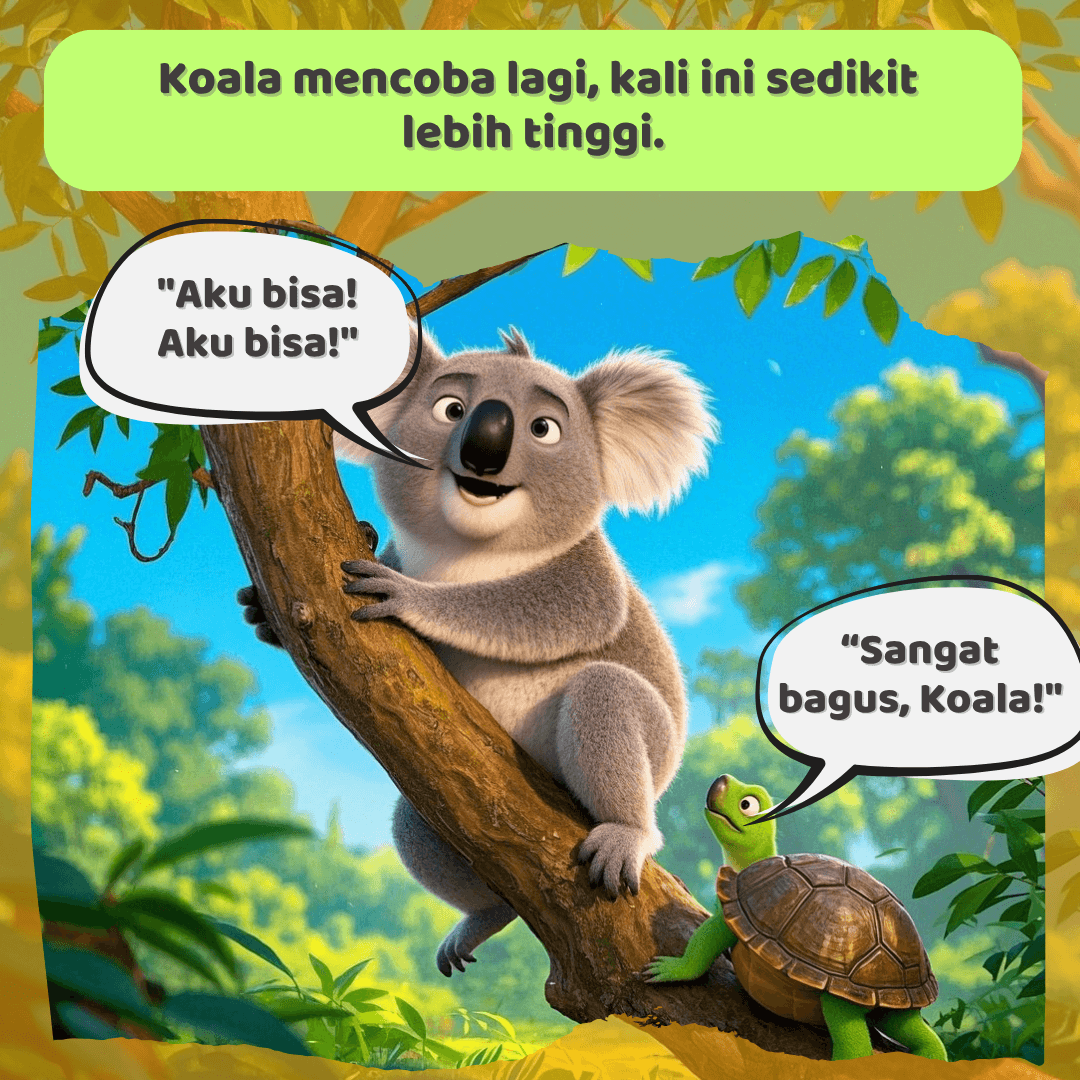 Koala mencoba lagi, kali ini sedikit
lebih tinggi.
"Aku bisa!
Aku bisa!"
“Sangat
bagus, Koala!"